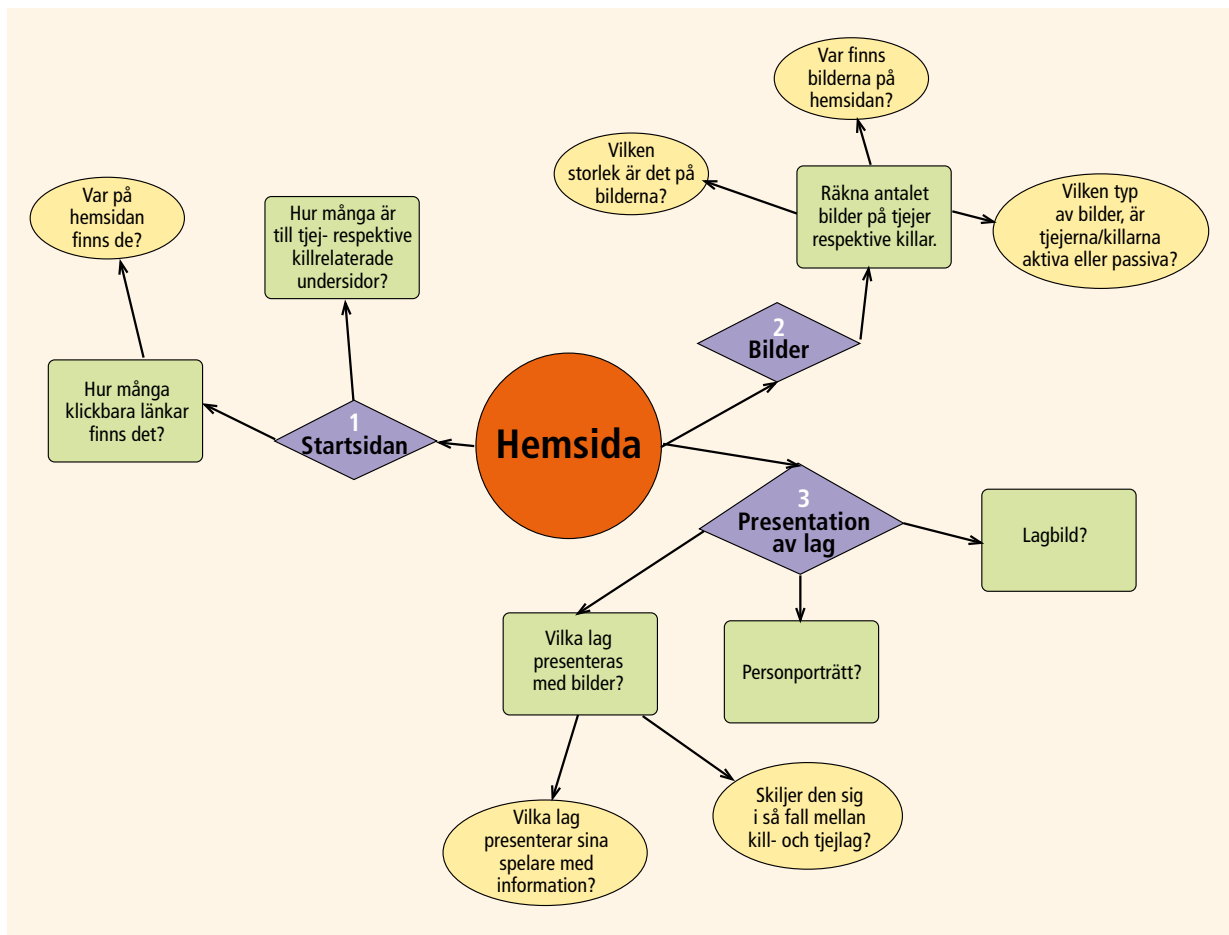 Var finns
bilderna på
hemsidan?
Vilken
storlek är det på
bilderna?
Räkna antalet
bilder på tjejer
respektive killar.
Vilken typ
av bilder, är
tjejerna/killarna
aktiva eller passiva?
Var på
hemsidan
finns de?
Hur många är
till tjej- respektive
killrelaterade
undersidor?
2
Bilder
Hur många
klickbara länkar
finns det?
1
Startsidan
Hemsida
3
Presentation
av lag
Lagbild?
Vilka lag
presenteras
med bilder?
Personporträtt?
Vilka lag
presenterar sina
spelare med
information?
Skiljer den sig
i så fall mellan
kill- och tjejlag?